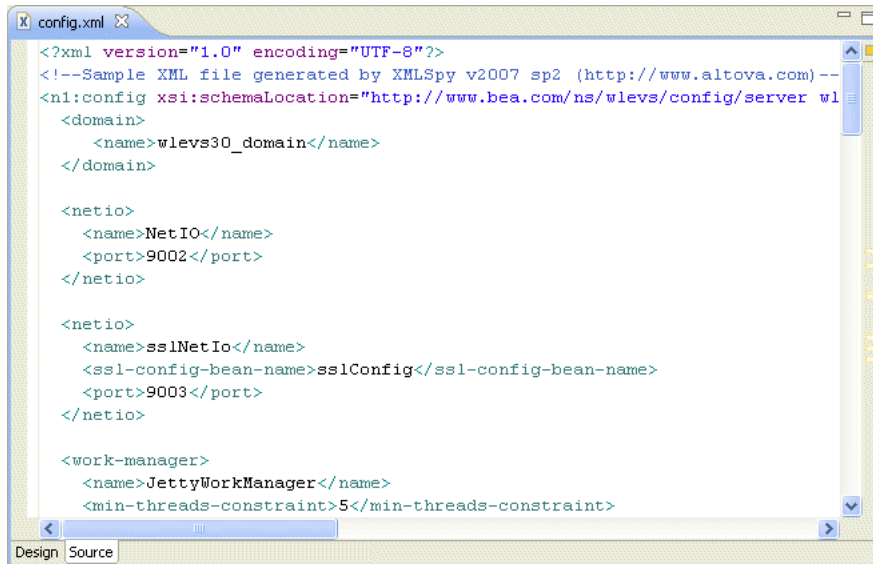 config.xml
<?xml version="1.0" encoding="UTF-8"?>
<!--Sample XML file generated by XMLSpy v2007 sp2 (http://www.altova.com)--
<n1:config xsi:schemaLocation="http://www.bea.com/ns/wlevs/config/server wl
<domain>
<name>wlevs30_domain</name>
</domain>
<netio>
<name>NetIO</name>
<port>9002</port>
</netio>
<netio>
<name>sslNetIo</name>
<ssl-config-bean-name>sslConfig</ssl-config-bean-name>
<port>9003</port>
</netio>
<work-manager>
<name>JettyWorkManager</name>
<min-threads-constraint>5</min-threads-constraint>
Design Source